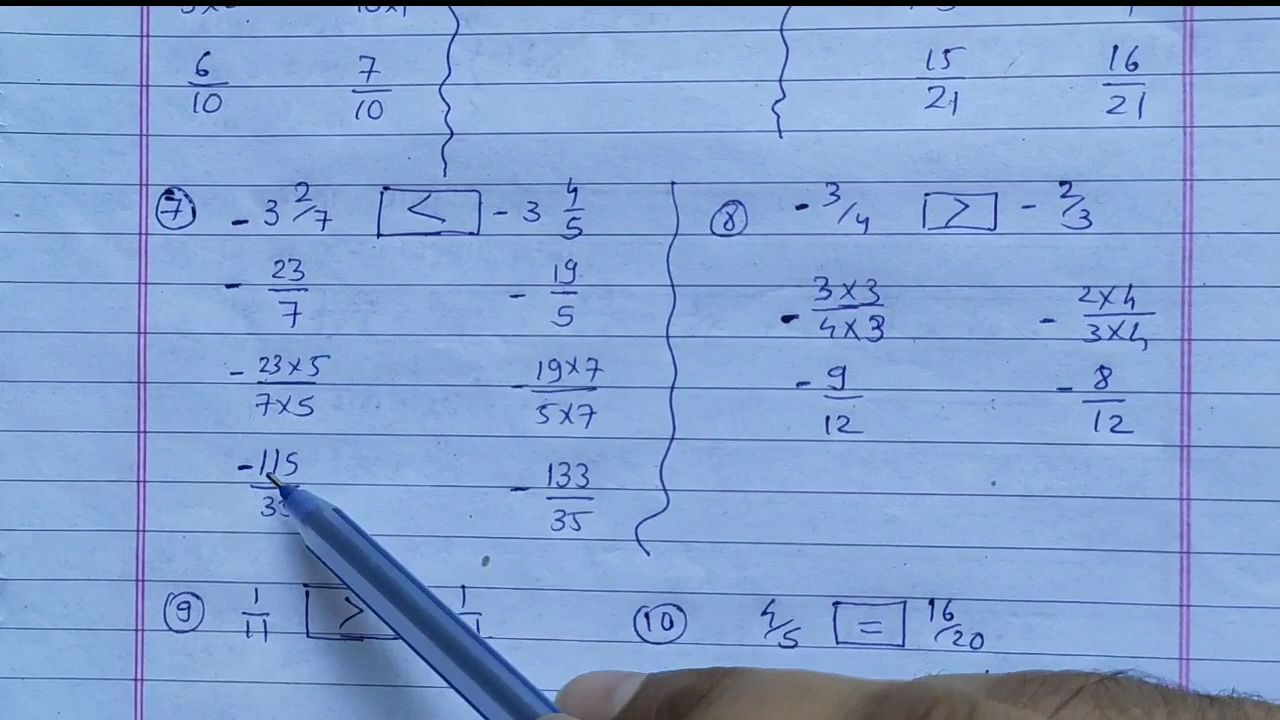 6/10 7/10 15/21 16/21
⑦ - 3 2/7 < - 3 4/5
- 23/7 - 19/5
- 23×5/7×5 - 19×7/5×7
- 115/35 - 133/35
⑧ - 3/4 > - 2/3
- 3×3/4×3 - 2×4/3×4
- 9/12 - 8/12
⑨ 1/11 >
⑩ 4/5 = 16/20